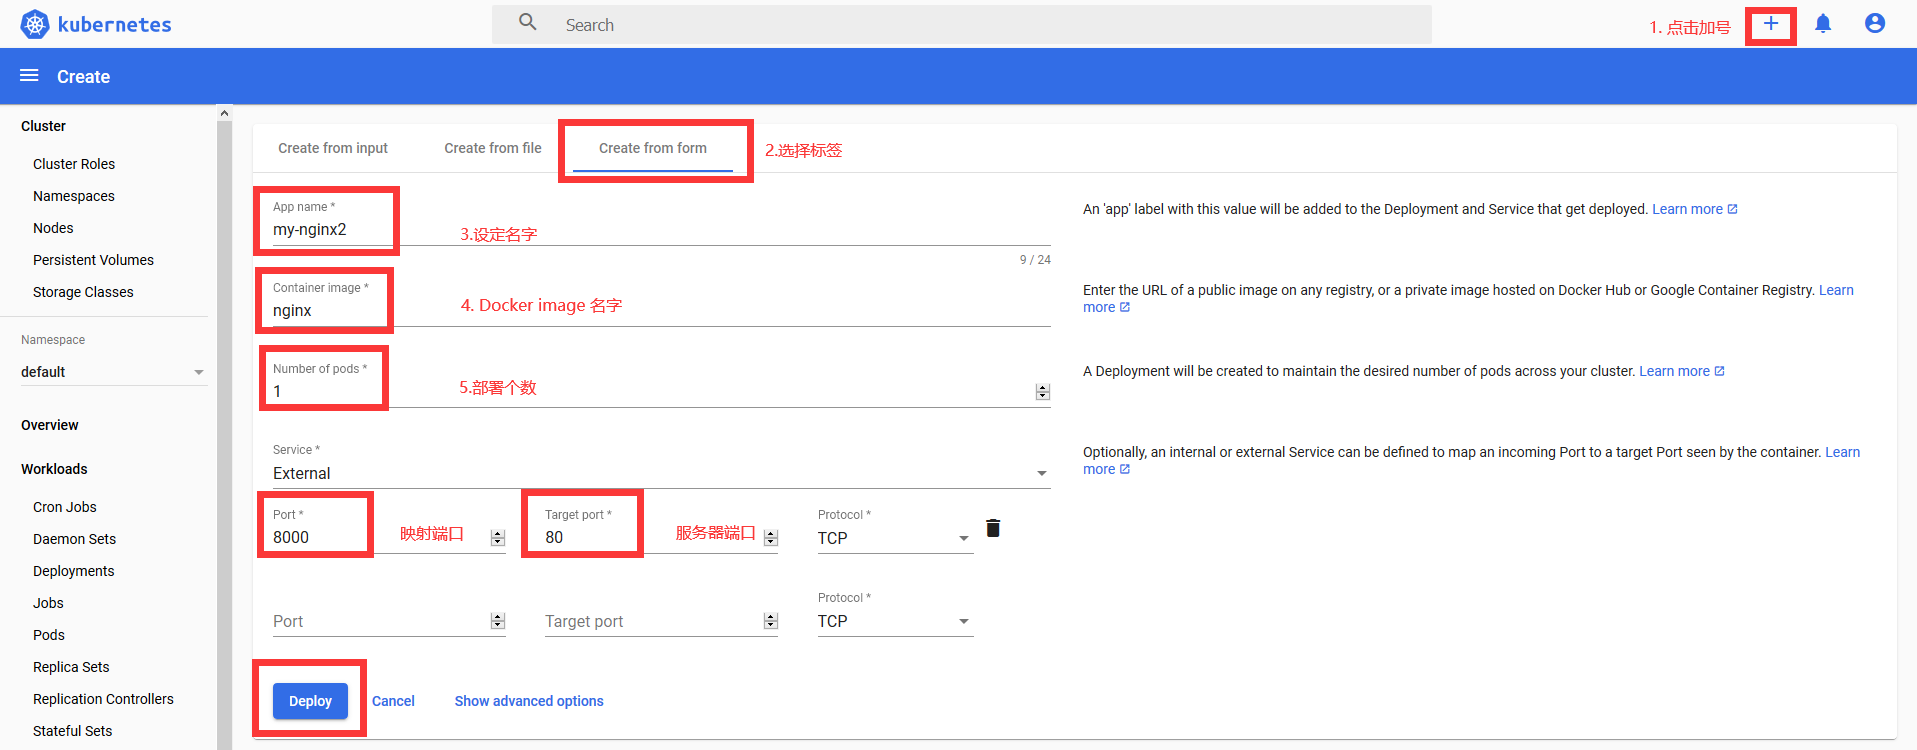 kubernetes
Search
1. 点击加号
Create
Cluster
Cluster Roles
Namespaces
Nodes
Persistent Volumes
Storage Classes
Namespace
default
Overview
Workloads
Cron Jobs
Daemon Sets
Deployments
Jobs
Pods
Replica Sets
Replication Controllers
Stateful Sets
Create from input
Create from file
Create from form
2.选择标签
App name *
my-nginx2
3.设定名字
9 / 24
An 'app' label with this value will be added to the Deployment and Service that get deployed. Learn more
Container image *
nginx
4. Docker image 名字
Enter the URL of a public image on any registry, or a private image hosted on Docker Hub or Google Container Registry. Learn
more
Number of pods *
1
5.部署个数
A Deployment will be created to maintain the desired number of pods across your cluster. Learn more
Service *
External
Optionally, an internal or external Service can be defined to map an incoming Port to a target Port seen by the container. Learn
more
Port *
8000
映射端口
Target port *
80
服务器端口
Protocol *
TCP
Port
Target port
Protocol *
TCP
Deploy
Cancel
Show advanced options